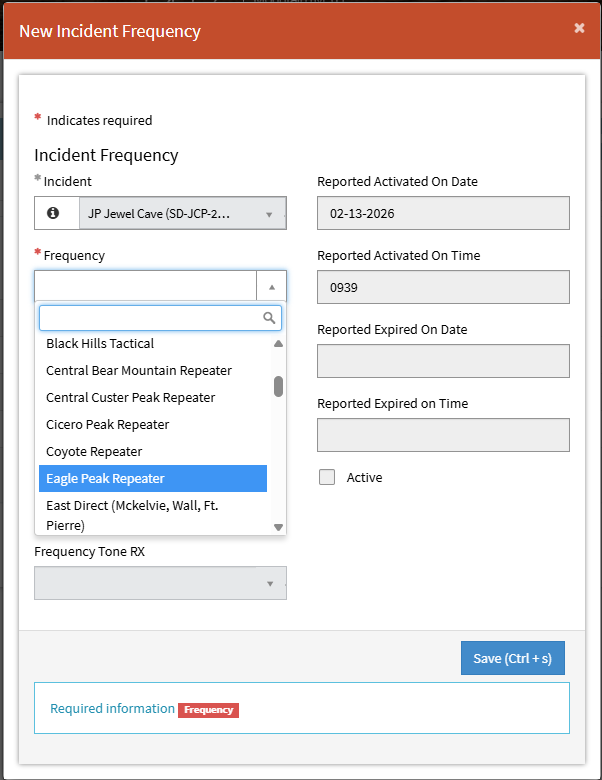 New Incident Frequency ×
* Indicates required
Incident Frequency
* Incident
JP Jewel Cave (SD-JCP-2...
* Frequency
Black Hills Tactical
Central Bear Mountain Repeater
Central Custer Peak Repeater
Cicero Peak Repeater
Coyote Repeater
Eagle Peak Repeater
East Direct (Mckelvie, Wall, Ft.
Pierre)
Frequency Tone RX
Reported Activated On Date
02-13-2026
Reported Activated On Time
0939
Reported Expired On Date
Reported Expired on Time
Active
Save (Ctrl + s)
Required information Frequency